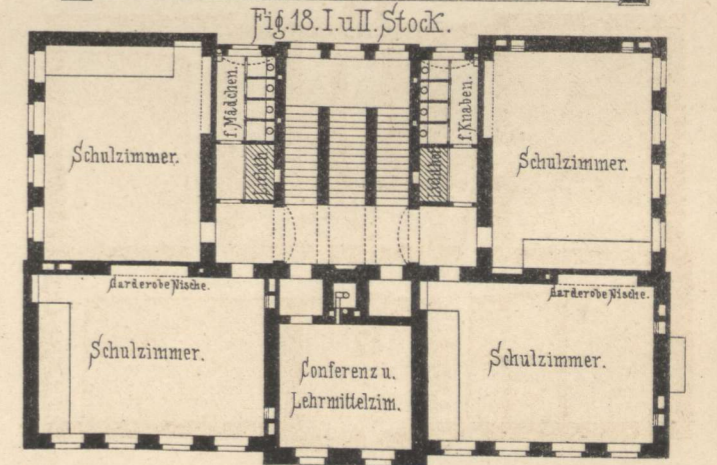 Fig. 18. I. u II. Stock.
f. Mädchen.
f. Knaben.
Schulzimmer.
Schulzimmer.
Garderobe Nische.
Garderobe Nische.
Schulzimmer.
Conferenz u.
Lehrmittelzim.
Schulzimmer.